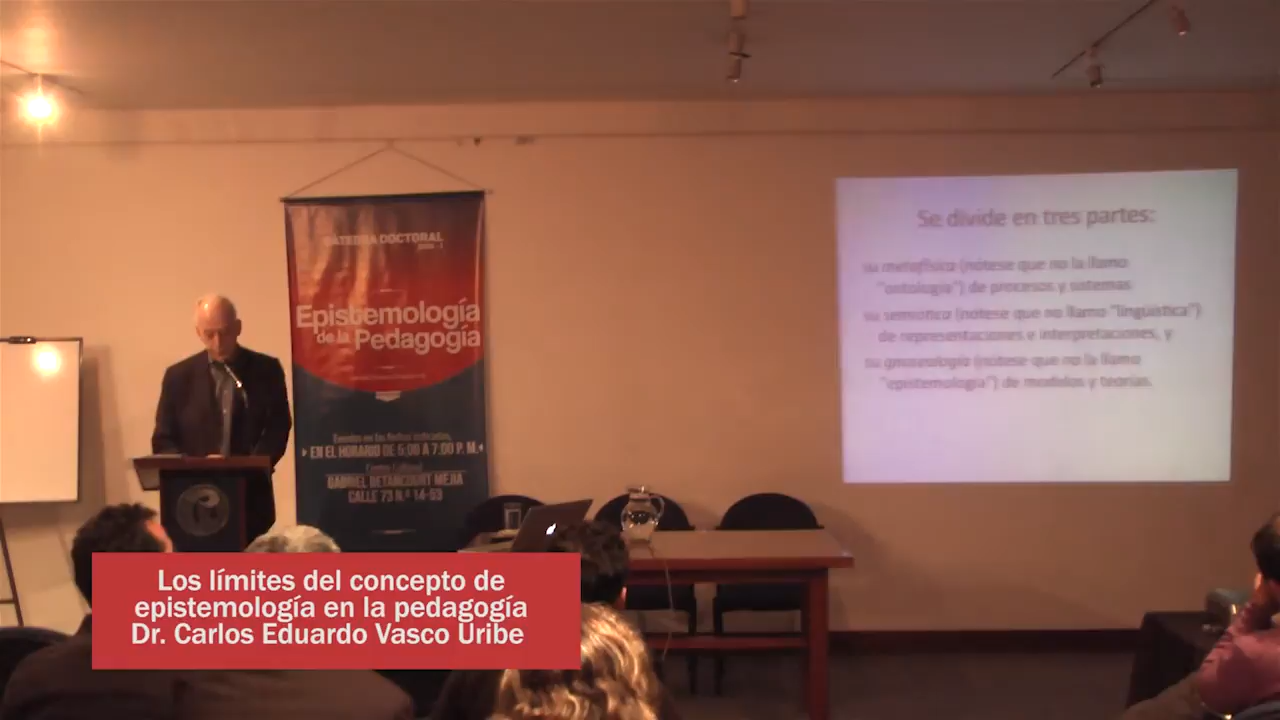 CÁTEDRA DOCTORAL
Epistemología
de la Pedagogía
EN EL HORARIO DE 5:00 A 7:00 P. M.
GABRIEL BETANCOURT MEJIA
CALLE 73 N.º 14-53
Se divide en tres partes:
su metafísica (nótese que no la llamo
"ontología") de procesos y sistemas
su semiótica (nótese que no llamo "lingüística")
de representaciones e interpretaciones, y
su gnoseología (nótese que no la llamo
"epistemología") de modelos y teorías.
Los límites del concepto de
epistemología en la pedagogía
Dr. Carlos Eduardo Vasco Uribe